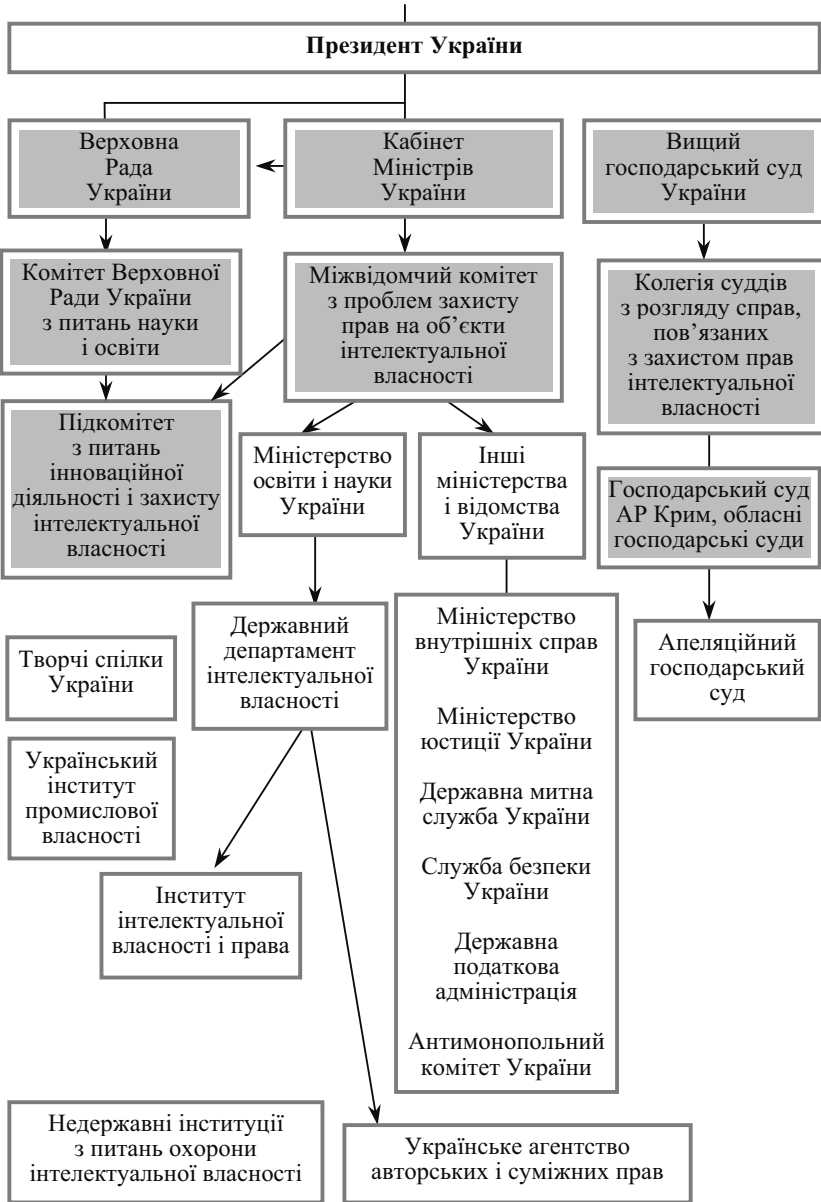 Президент України
Верховна
Рада
України
Кабінет
Міністрів
України
Вищий
господарський суд
України
Комітет Верховної
Ради України
з питань науки
і освіти
Міжвідомчий комітет
з проблем захисту
прав на об’єкти
інтелектуальної
власності
Колегія суддів
з розгляду справ,
пов’язаних
з захистом прав
інтелектуальної
власності
Підкомітет
з питань
інноваційної
діяльності і захисту
інтелектуальної
власності
Міністерство
освіти і науки
України
Інші
міністерства
і відомства
України
Господарський суд
АР Крим, обласні
господарські суди
Творчі спілки
України
Державний
департамент
інтелектуальної
власності
Міністерство
внутрішніх справ
України
Міністерство
юстиції України
Державна митна
служба України
Служба безпеки
України
Державна
податкова
адміністрація
Антимонопольний
комітет України
Апеляційний
господарський
суд
Український
інститут
промислової
власності
Інститут
інтелектуальної
власності і права
Недержавні інституції
з питань охорони
інтелектуальної власності
Українське агентство
авторських і суміжних прав